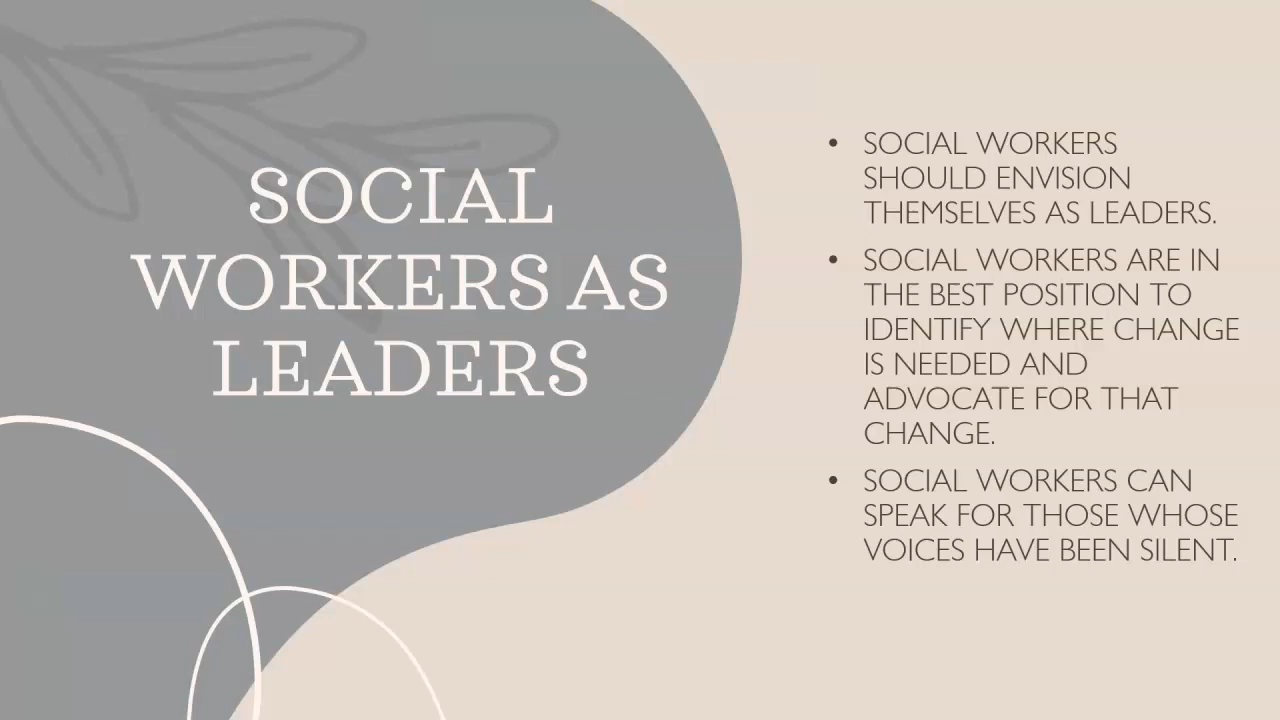 SOCIAL
WORKERS AS
LEADERS
• SOCIAL WORKERS
SHOULD ENVISION
THEMSELVES AS LEADERS.
• SOCIAL WORKERS ARE IN
THE BEST POSITION TO
IDENTIFY WHERE CHANGE
IS NEEDED AND
ADVOCATE FOR THAT
CHANGE.
• SOCIAL WORKERS CAN
SPEAK FOR THOSE WHOSE
VOICES HAVE BEEN SILENT.